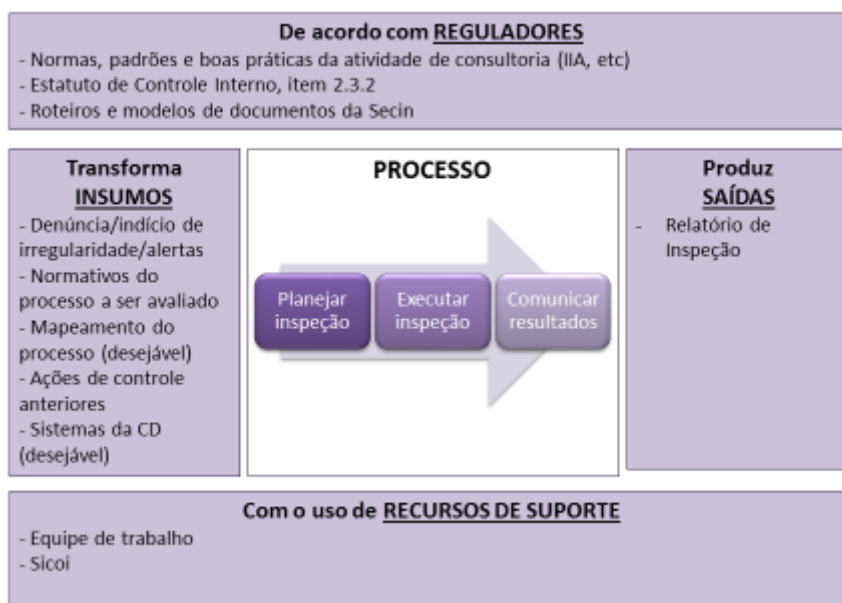 De acordo com REGULADORES
- Normas, padrões e boas práticas da atividade de consultoria (IIA, etc)
- Estatuto de Controle Interno, item 2.3.2
- Roteiros e modelos de documentos da Secin
Transforma
INSUMOS
- Denúncia/indício de
irregularidade/alertas
- Normativos do
processo a ser avaliado
- Mapeamento do
processo (desejável)
- Ações de controle
anteriores
- Sistemas da CD
(desejável)
PROCESSO
Planejar
inspeção
Executar
inspeção
Comunicar
resultados
Produz
SAÍDAS
- Relatório de
Inspeção
Com o uso de RECURSOS DE SUPORTE
- Equipe de trabalho
- Sicoi